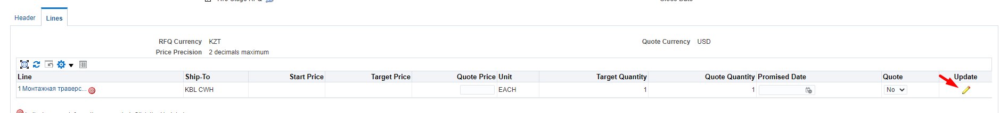 Header Lines
RFQ Currency KZT Quote Currency USD
Price Precision 2 decimals maximum
Line Ship-To Start Price Target Price Quote Price Unit Target Quantity Quote Quantity Promised Date Quote Update
1 Монтажная траверс... KBL CWH EACH 1 1 No